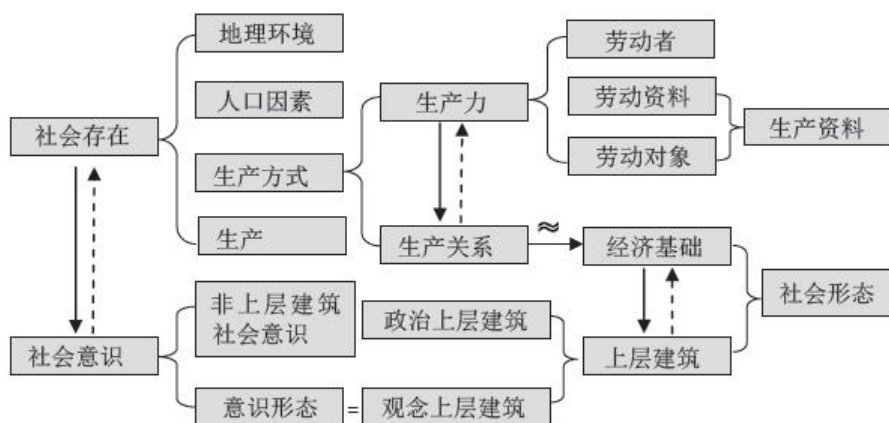 地理环境
劳动者
人口因素
生产力
劳动资料
社会存在
生产资料
生产方式
劳动对象
生产
生产关系
≈
经济基础
社会形态
非上层建筑
社会意识
政治上层建筑
社会意识
上层建筑
意识形态
=
观念上层建筑